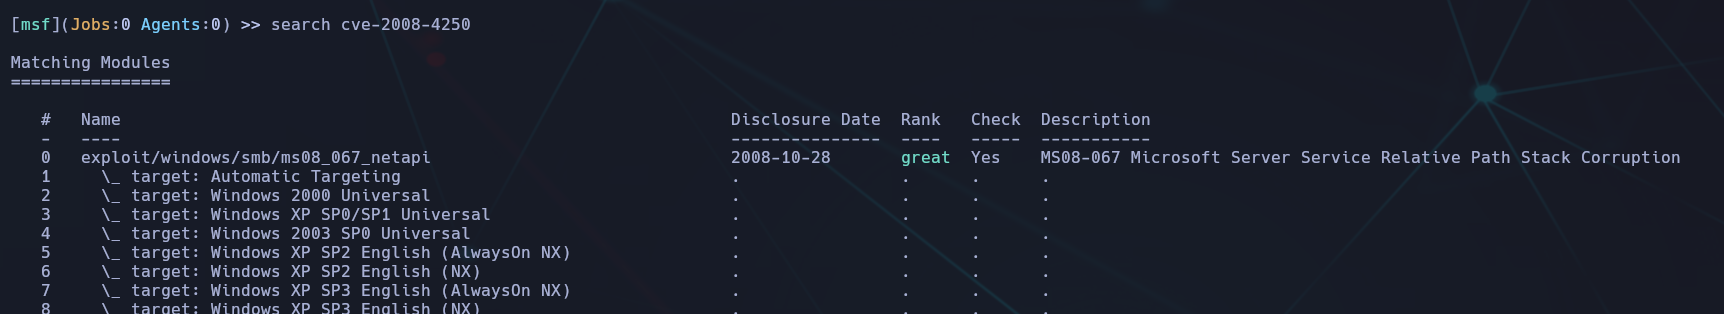 [msf](Jobs:0 Agents:0) >> search cve-2008-4250
Matching Modules
================
# Name Disclosure Date Rank Check Description
- ---- --------------- ---- ----- -----------
0 exploit/windows/smb/ms08_067_netapi 2008-10-28 great Yes MS08-067 Microsoft Server Service Relative Path Stack Corruption
1 \_ target: Automatic Targeting . . . .
2 \_ target: Windows 2000 Universal . . . .
3 \_ target: Windows XP SP0/SP1 Universal . . . .
4 \_ target: Windows 2003 SP0 Universal . . . .
5 \_ target: Windows XP SP2 English (AlwaysOn NX) . . . .
6 \_ target: Windows XP SP2 English (NX) . . . .
7 \_ target: Windows XP SP3 English (AlwaysOn NX) . . . .
8 \_ target: Windows XP SP3 English (NX) . . . .